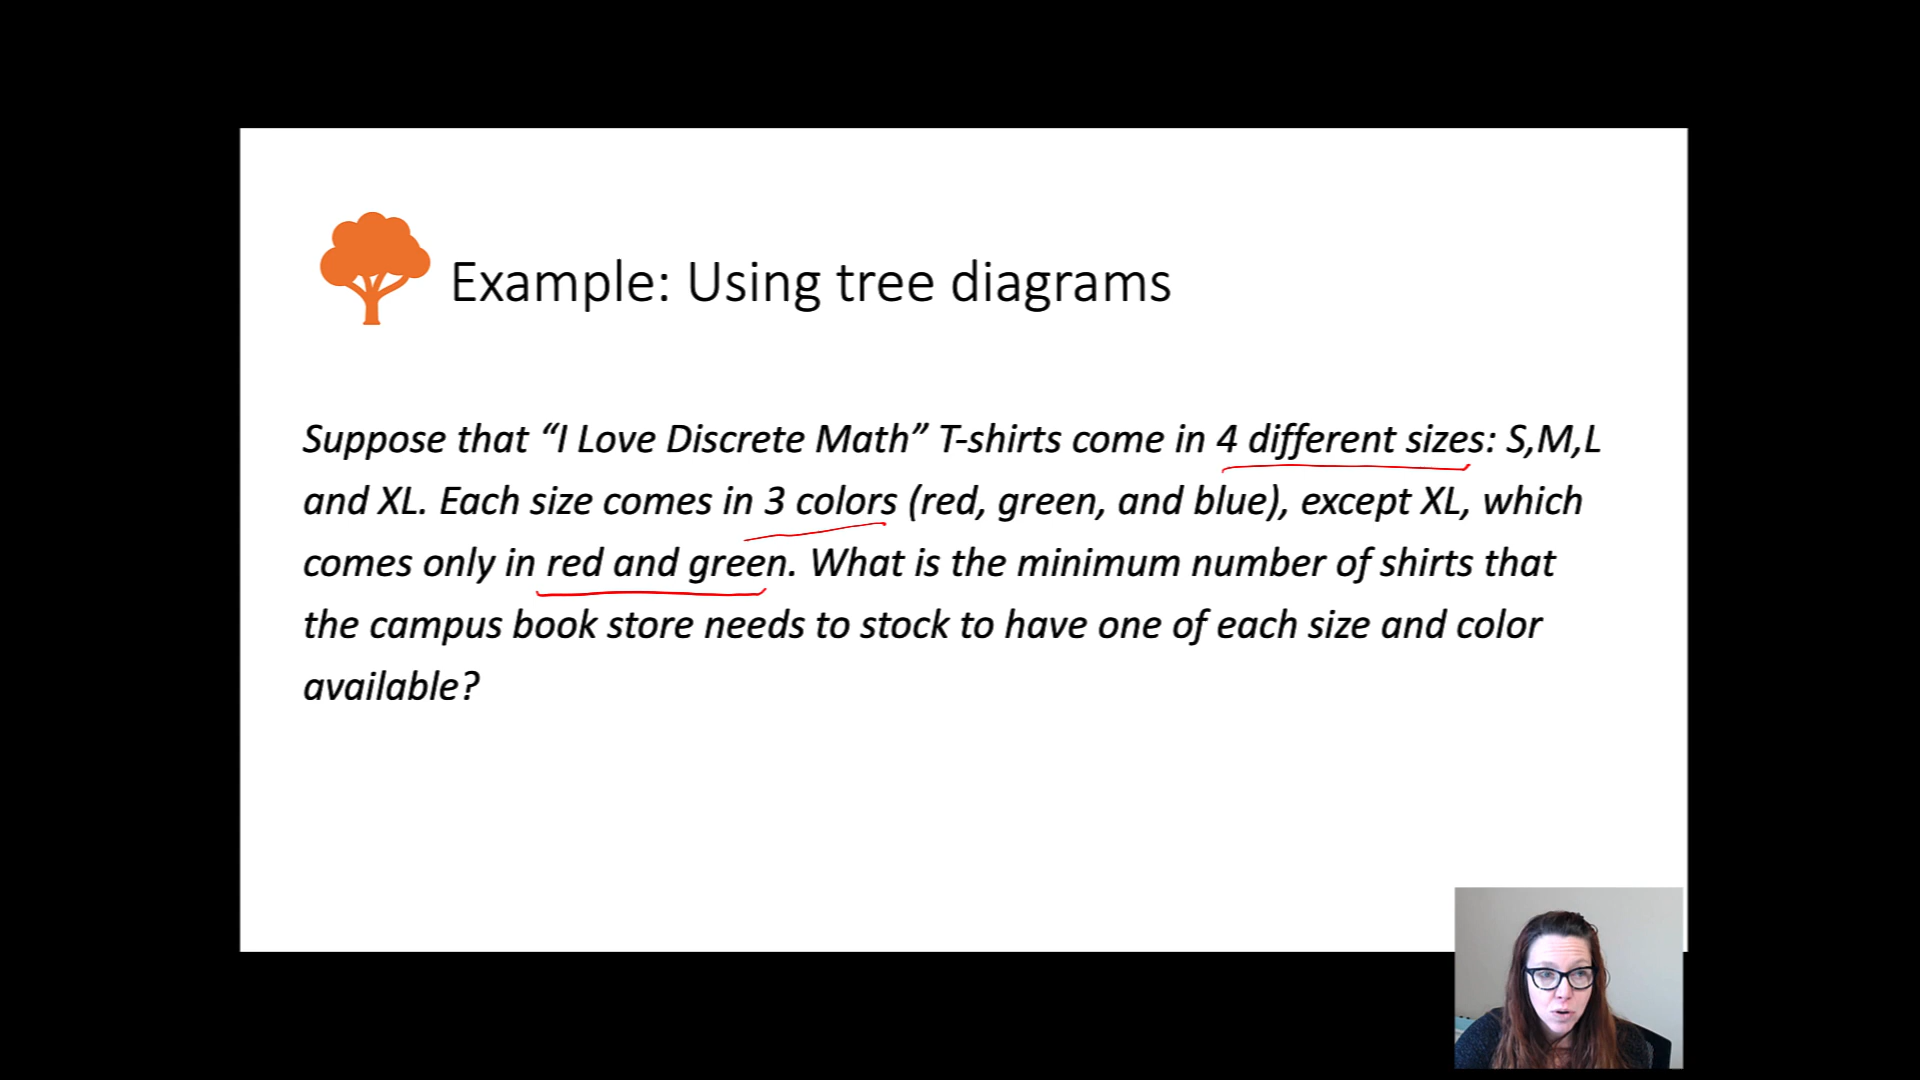 Example: Using tree diagrams
Suppose that “I Love Discrete Math” T-shirts come in 4 different sizes: S,M,L
and XL. Each size comes in 3 colors (red, green, and blue), except XL, which
comes only in red and green. What is the minimum number of shirts that
the campus book store needs to stock to have one of each size and color
available?